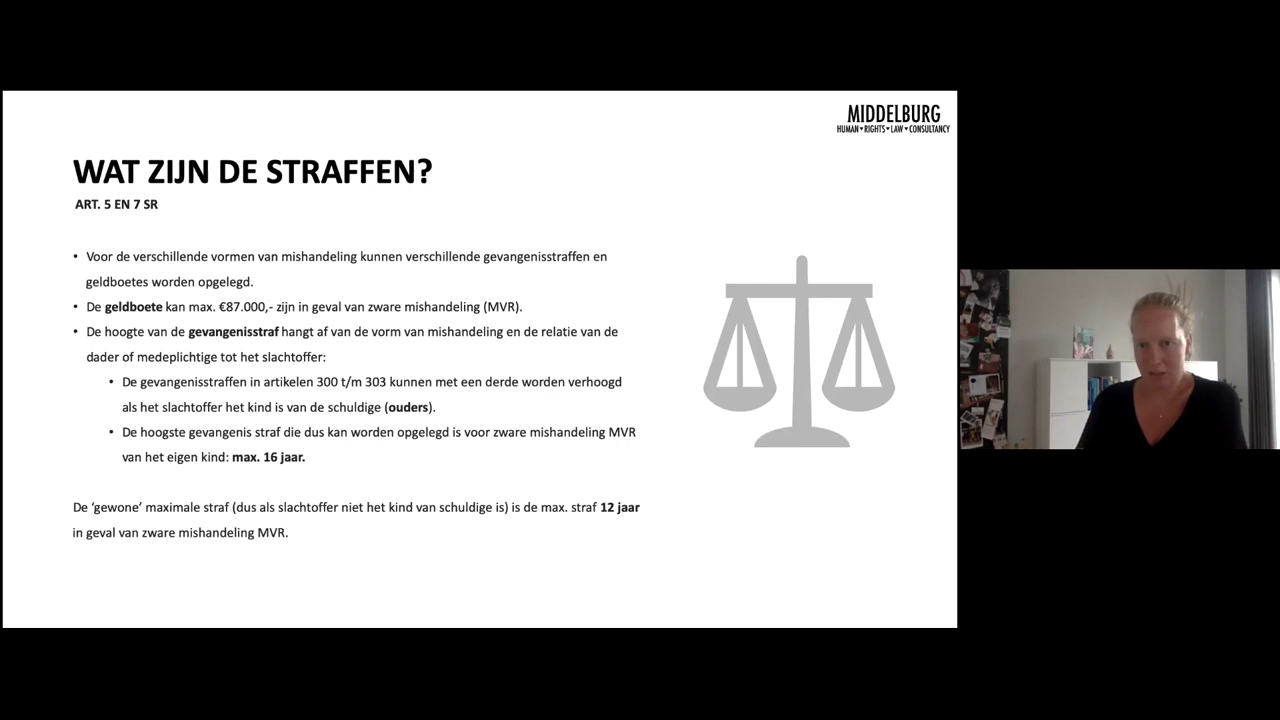 MIDDELBURG
HUMAN♥RIGHTS♥LAW♥CONSULTANCY
WAT ZIJN DE STRAFFEN?
ART. 5 EN 7 SR
• Voor de verschillende vormen van mishandeling kunnen verschillende gevangenisstraffen en
geldboetes worden opgelegd.
• De geldboete kan max. €87.000,- zijn in geval van zware mishandeling (MVR).
• De hoogte van de gevangenisstraf hangt af van de vorm van mishandeling en de relatie van de
dader of medeplichtige tot het slachtoffer:
• De gevangenisstraffen in artikelen 300 t/m 303 kunnen met een derde worden verhoogd
als het slachtoffer het kind is van de schuldige (ouders).
• De hoogste gevangenis straf die dus kan worden opgelegd is voor zware mishandeling MVR
van het eigen kind: max. 16 jaar.
De ‘gewone’ maximale straf (dus als slachtoffer niet het kind van schuldige is) is de max. straf 12 jaar
in geval van zware mishandeling MVR.